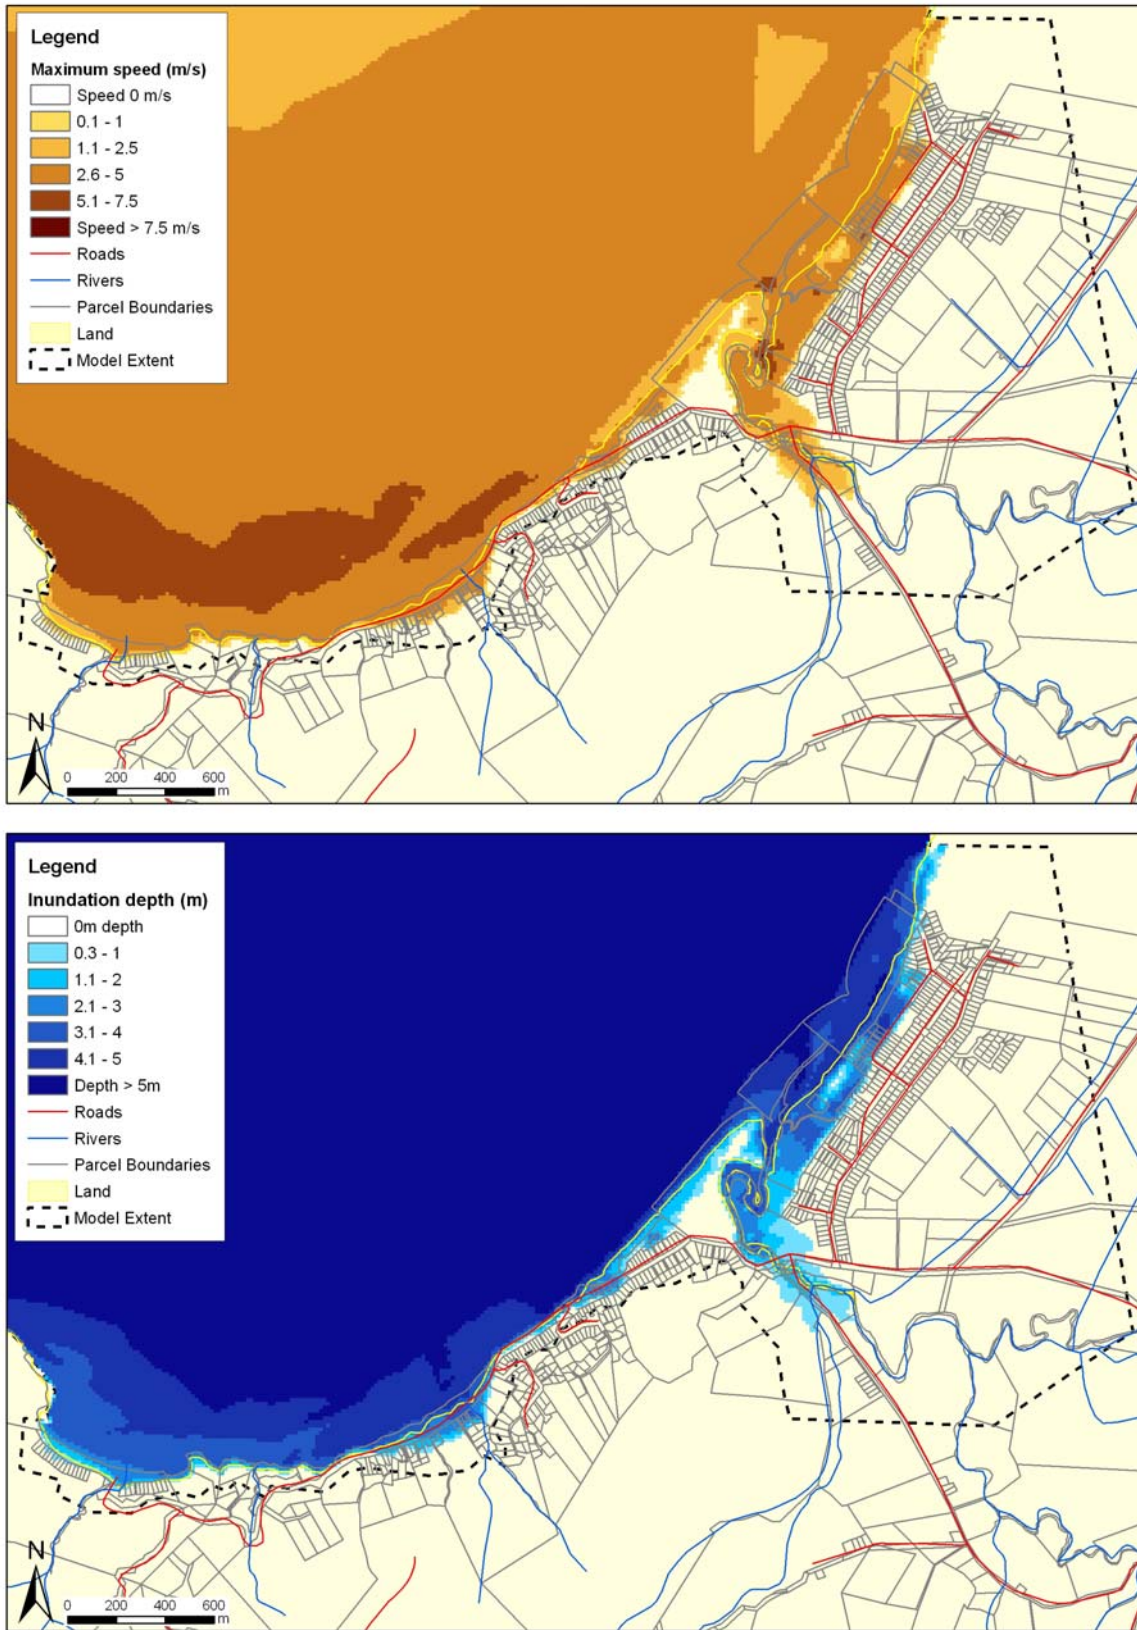 Legend
Maximum speed (m/s)
Speed 0 m/s
0.1 - 1
1.1 - 2.5
2.6 - 5
5.1 - 7.5
Speed > 7.5 m/s
Roads
Rivers
Parcel Boundaries
Land
Model Extent
N
0 200 400 600
m
Legend
Inundation depth (m)
0m depth
0.3 - 1
1.1 - 2
2.1 - 3
3.1 - 4
4.1 - 5
Depth > 5m
Roads
Rivers
Parcel Boundaries
Land
Model Extent
N
0 200 400 600
m